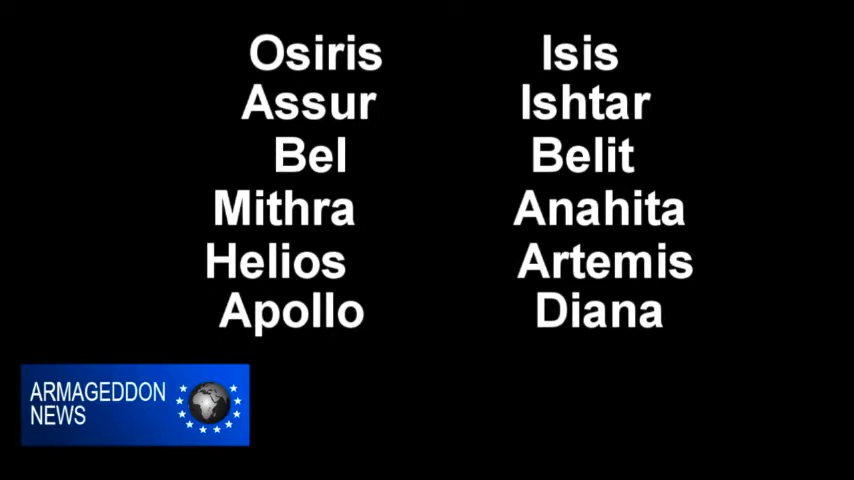 Osiris Isis
Assur Ishtar
Bel Belit
Mithra Anahita
Helios Artemis
Apollo Diana
ARMAGEDDON
NEWS